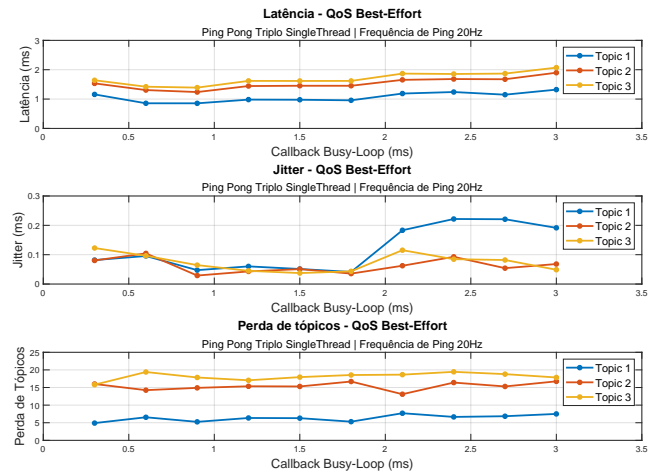 Latência - QoS Best-Effort
Ping Pong Triplo SingleThread | Frequência de Ping 20Hz
3
2
1
0
Latência (ms)
Topic 1
Topic 2
Topic 3
0 0.5 1 1.5 2 2.5 3 3.5
Callback Busy-Loop (ms)
Jitter - QoS Best-Effort
Ping Pong Triplo SingleThread | Frequência de Ping 20Hz
0.3
0.2
0.1
0
Jitter (ms)
Topic 1
Topic 2
Topic 3
0 0.5 1 1.5 2 2.5 3 3.5
Callback Busy-Loop (ms)
Perda de tópicos - QoS Best-Effort
Ping Pong Triplo SingleThread | Frequência de Ping 20Hz
25
20
15
10
5
0
Perda de Tópicos
Topic 1
Topic 2
Topic 3
0 0.5 1 1.5 2 2.5 3 3.5
Callback Busy-Loop (ms)